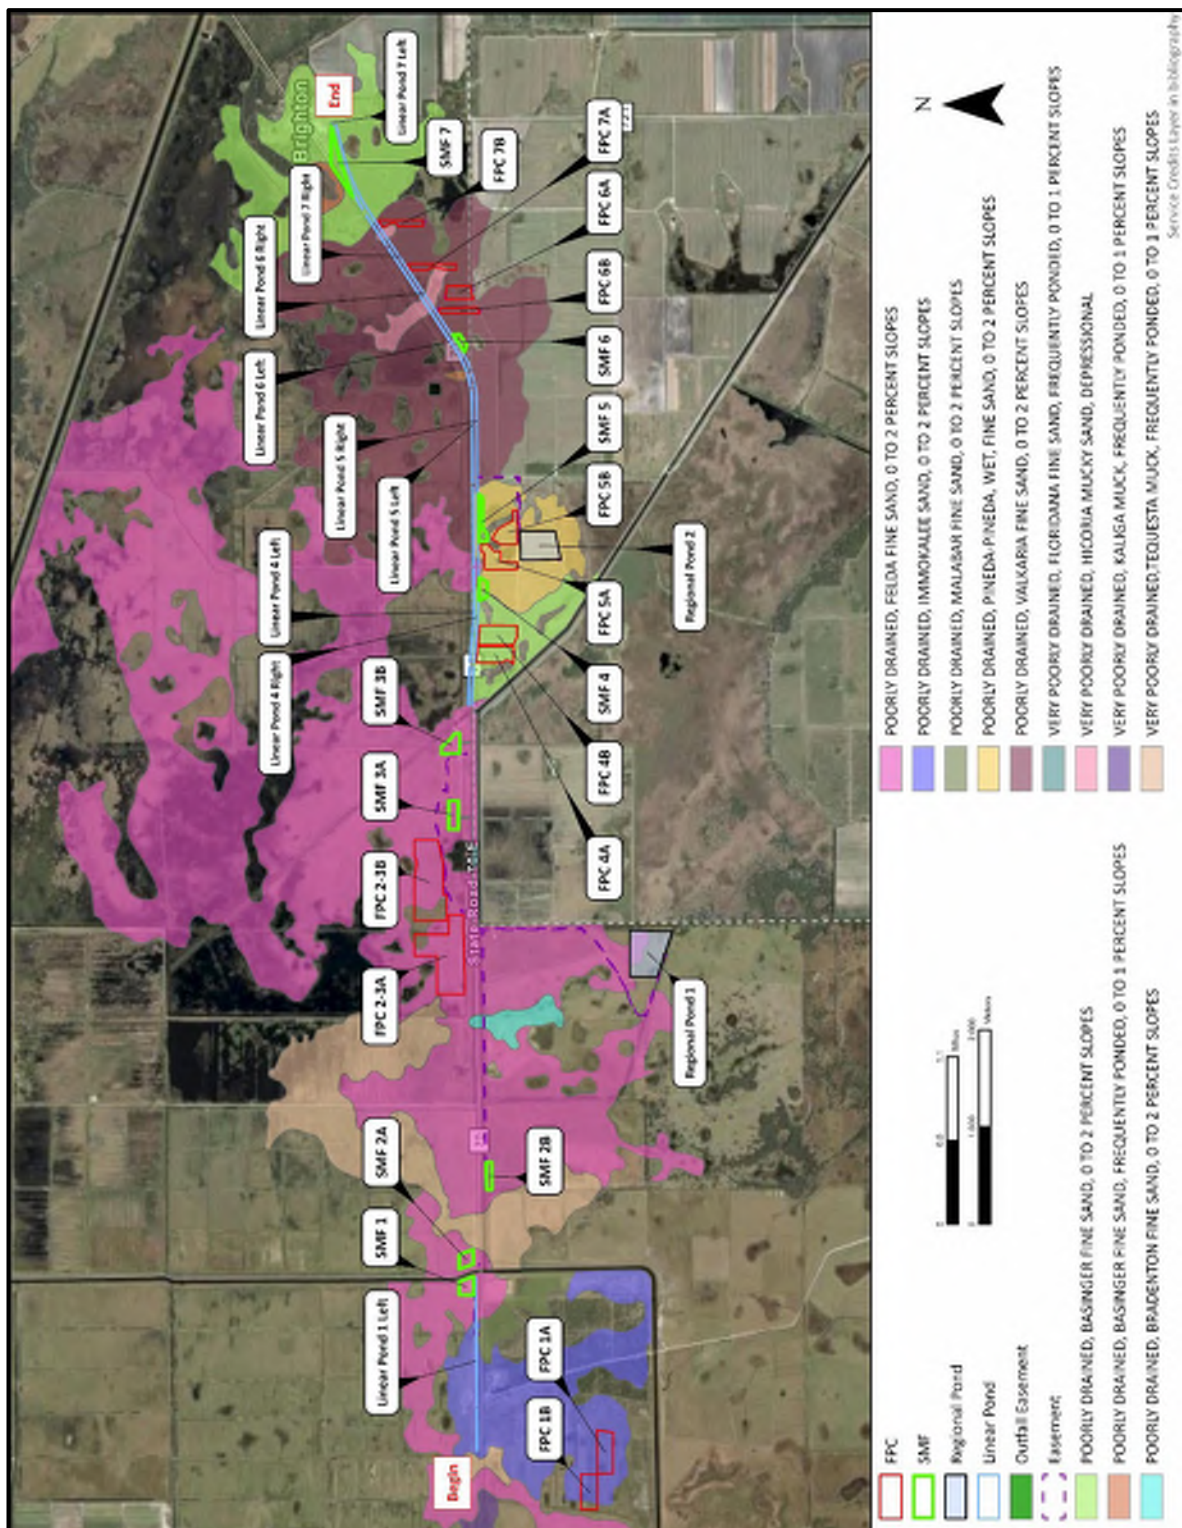 Begin
Linear Pond 1 Left
SMF 1
SMF 2A
FPC 2-3A
FPC 2-3B
SMF 3A
SMF 3B
Linear Pond 4 Right
Linear Pond 4 Left
Linear Pond 5 Left
Linear Pond 5 Right
Linear Pond 6 Left
Linear Pond 6 Right
Linear Pond 7 Right
Brighton
End
Linear Pond 7 Left
SMF 7
FPC 7B
FPC 1B
FPC 1A
SMF 2B
Regional Pond 1
FPC 4A
FPC 4B
SMF 4
FPC 5A
Regional Pond 2
FPC 5B
SMF 5
SMF 6
FPC 6B
FPC 6A
FPC 7A
721
FPC
SMF
Regional Pond
Linear Pond
Outfall Easement
Easement
POORLY DRAINED, BASINGER FINE SAND, 0 TO 2 PERCENT SLOPES
POORLY DRAINED, BASINGER FINE SAND, FREQUENTLY PONDED, 0 TO 1 PERCENT SLOPES
POORLY DRAINED, BRADENTON FINE SAND, 0 TO 2 PERCENT SLOPES
0 1.1
Miles
0 1,000 2,000
Meters
POORLY DRAINED, FELDA FINE SAND, 0 TO 2 PERCENT SLOPES
POORLY DRAINED, IMMOKALEE SAND, 0 TO 2 PERCENT SLOPES
POORLY DRAINED, MALABAR FINE SAND, 0 TO 2 PERCENT SLOPES
POORLY DRAINED, PINEDA-PINEDA, WET, FINE SAND, 0 TO 2 PERCENT SLOPES
POORLY DRAINED, VALKARIA FINE SAND, 0 TO 2 PERCENT SLOPES
VERY POORLY DRAINED, FLORIDANA FINE SAND, FREQUENTLY PONDED, 0 TO 1 PERCENT SLOPES
VERY POORLY DRAINED, HICORIA MUCKY SAND, DEPRESSIONAL
VERY POORLY DRAINED, KALIGA MUCK, FREQUENTLY PONDED, 0 TO 1 PERCENT SLOPES
VERY POORLY DRAINED,TEQUESTA MUCK, FREQUENTLY PONDED, 0 TO 1 PERCENT SLOPES
N
Service Credits Layer in bibliography